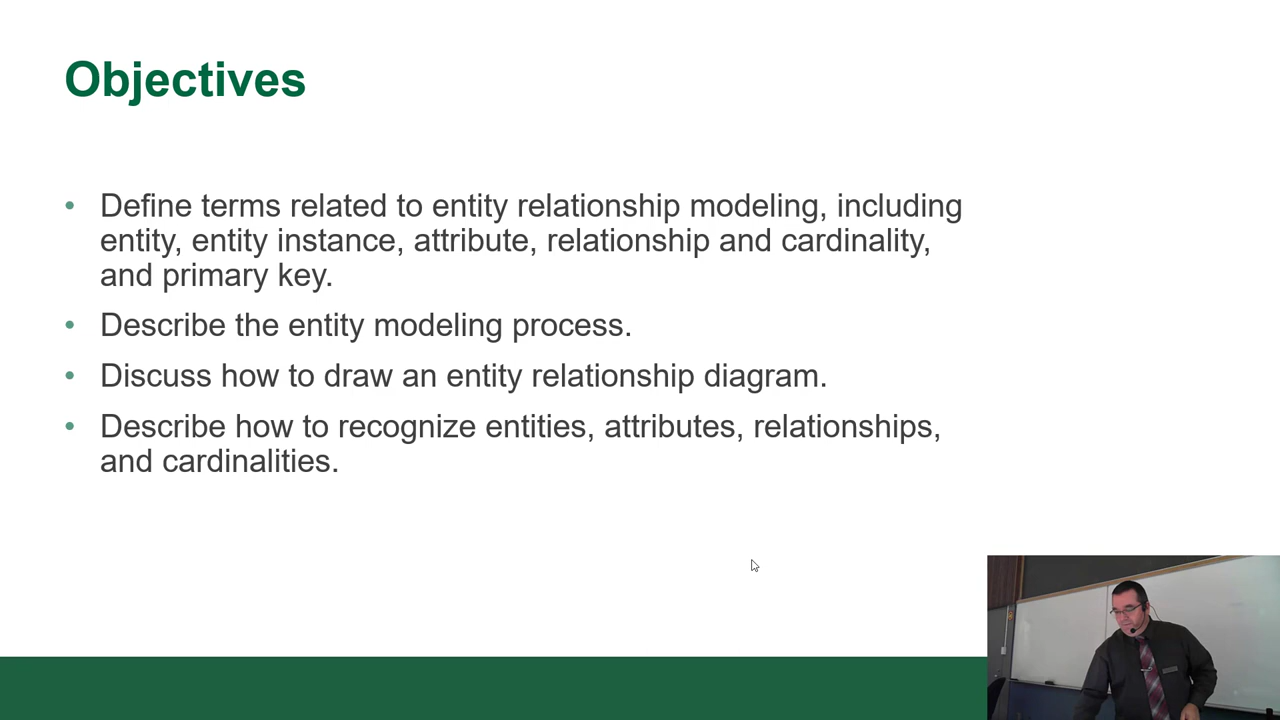 Objectives
• Define terms related to entity relationship modeling, including
entity, entity instance, attribute, relationship and cardinality,
and primary key.
• Describe the entity modeling process.
• Discuss how to draw an entity relationship diagram.
• Describe how to recognize entities, attributes, relationships,
and cardinalities.